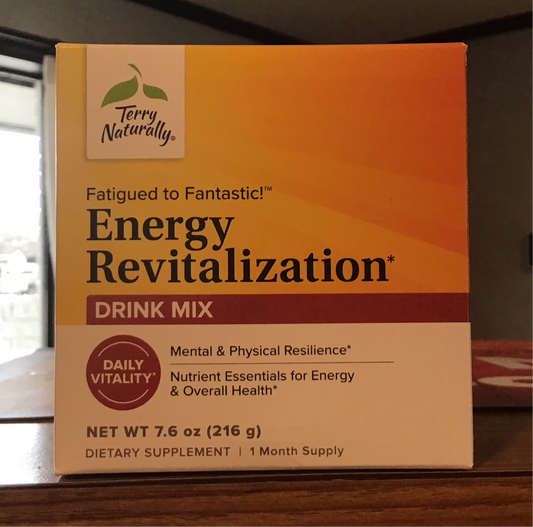 Terry
Naturally®
Fatigued to Fantastic!™
Energy
Revitalization*
DRINK MIX
DAILY
VITALITY*
Mental & Physical Resilience*
Nutrient Essentials for Energy
& Overall Health*
NET WT 7.6 oz (216 g)
DIETARY SUPPLEMENT | 1 Month Supply